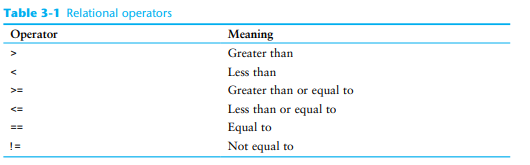 Table 3-1 Relational operators
Operator Meaning
> Greater than
< Less than
>= Greater than or equal to
<= Less than or equal to
== Equal to
!= Not equal to